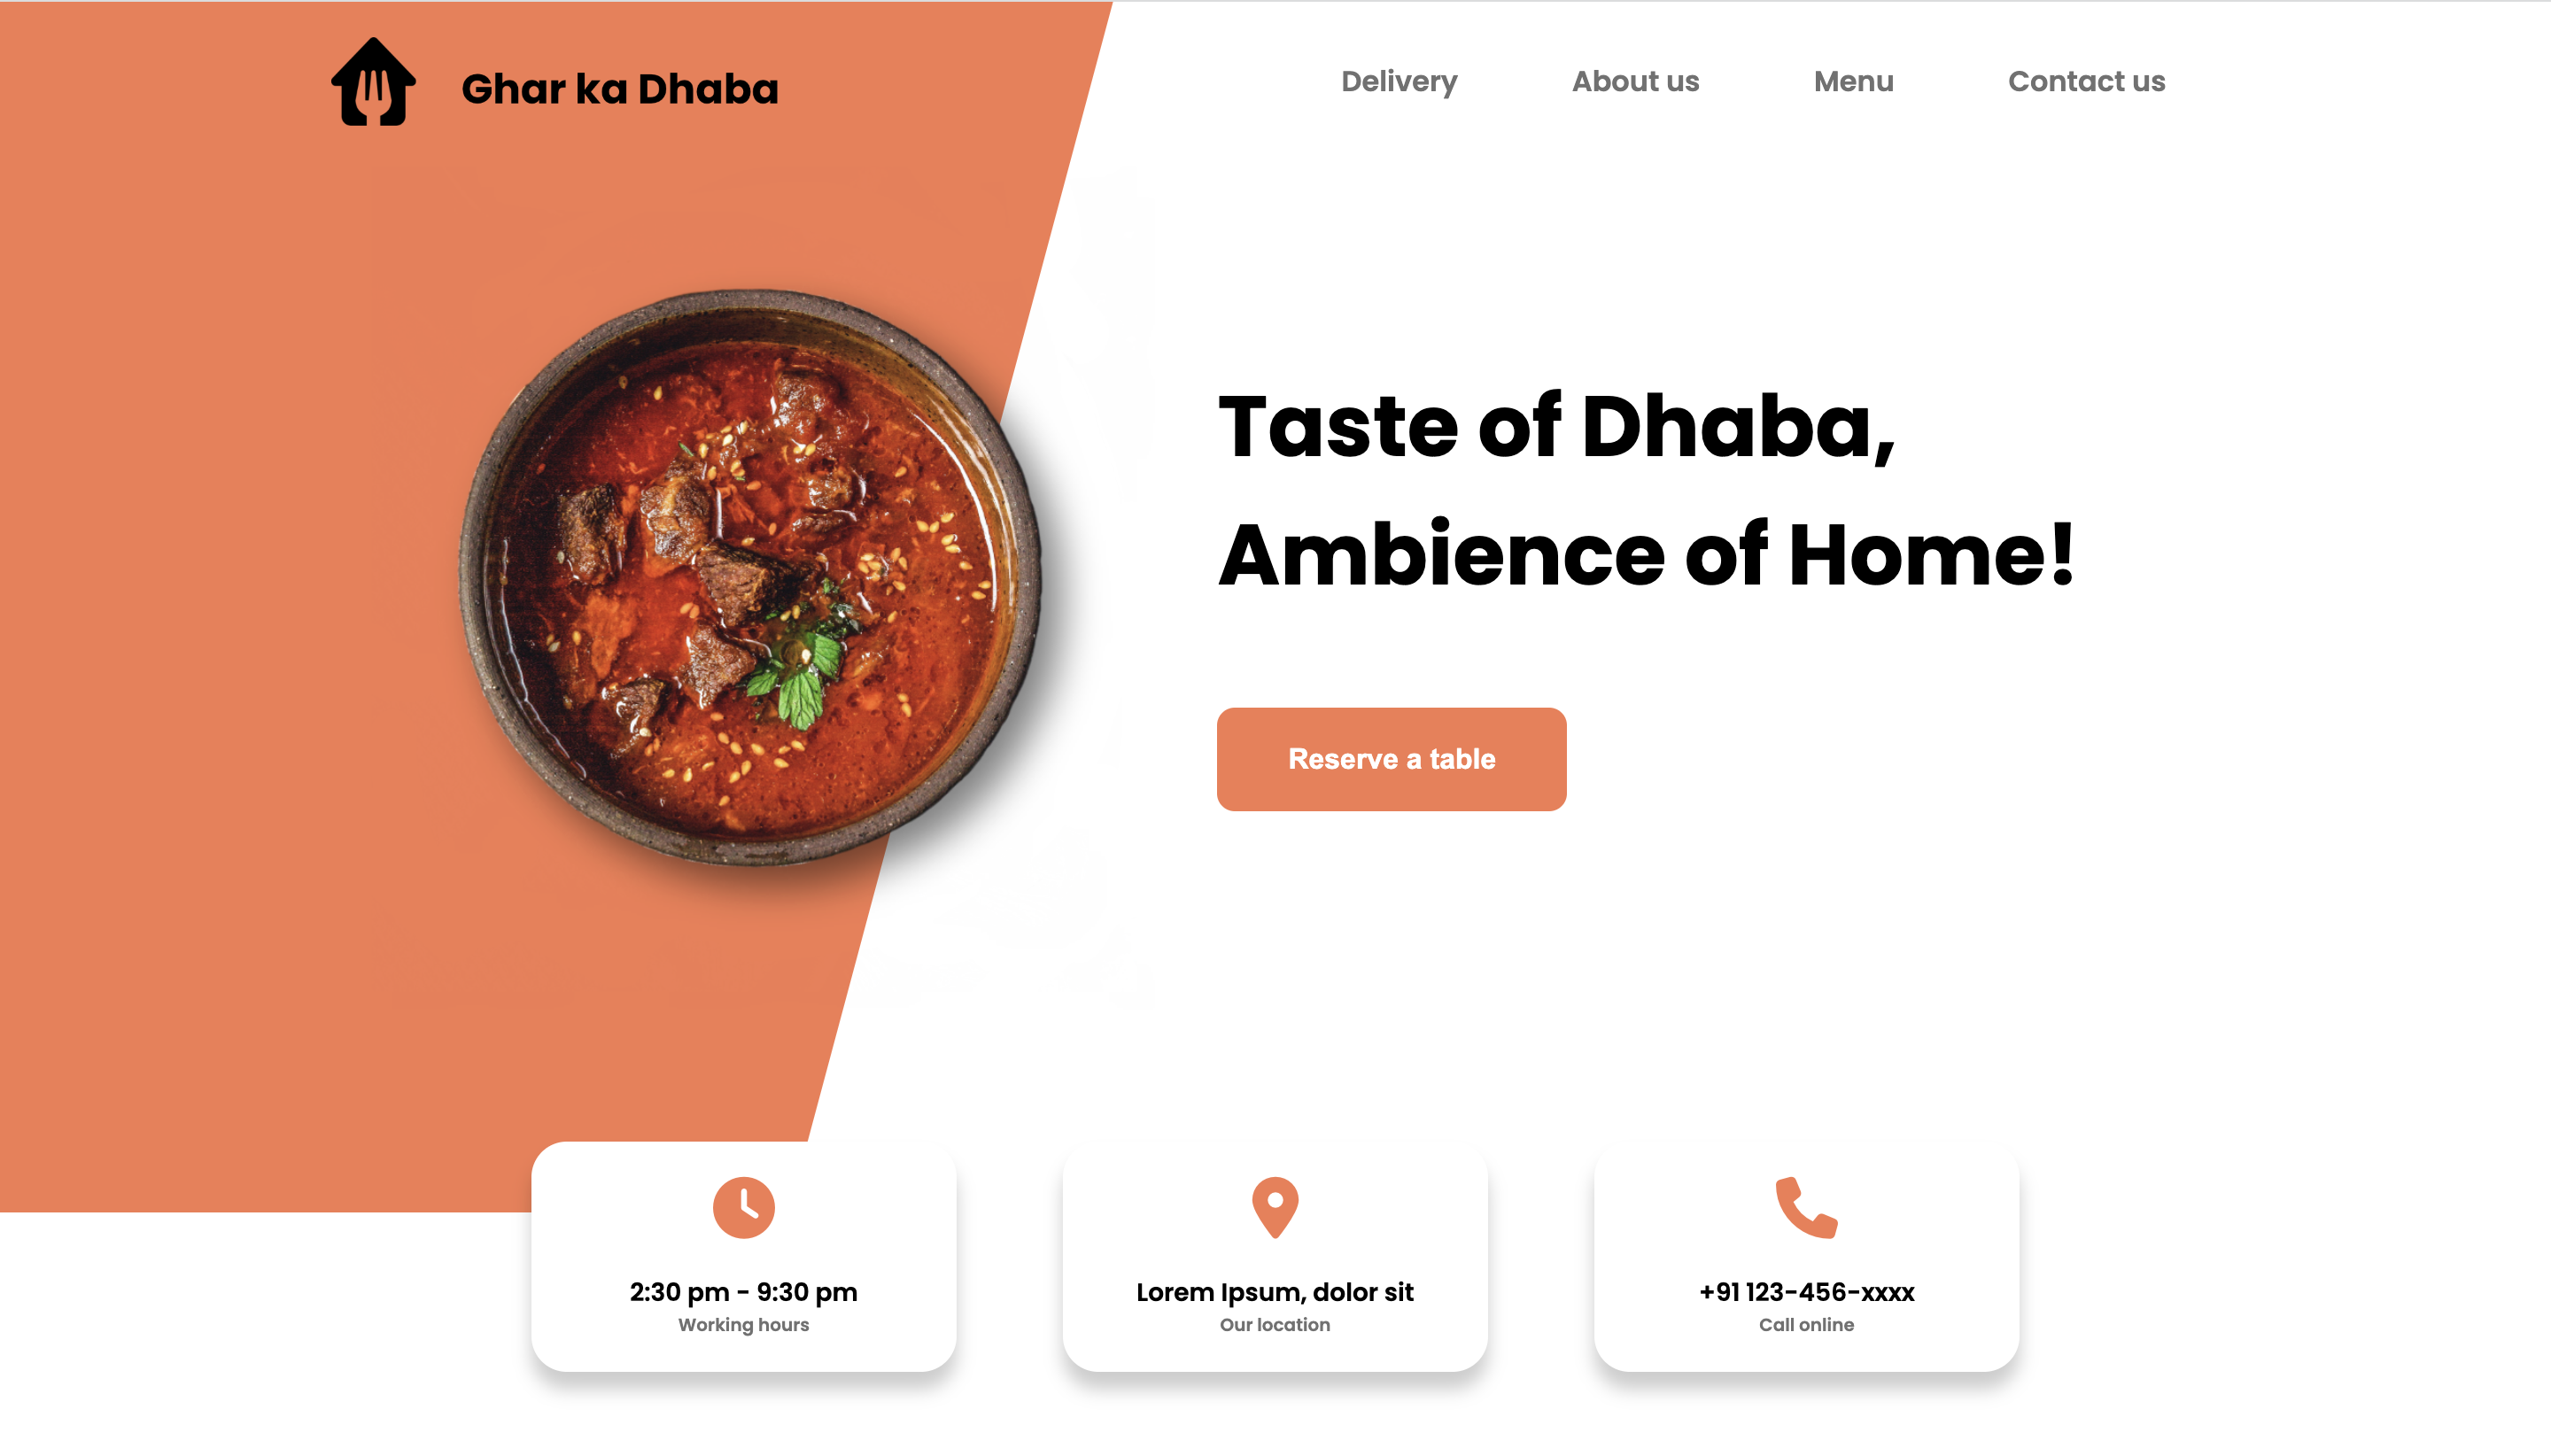 Ghar ka Dhaba
Delivery
About us
Menu
Contact us
Taste of Dhaba,
Ambience of Home!
Reserve a table
2:30 pm - 9:30 pm
Working hours
Lorem Ipsum, dolor sit
Our location
+91 123-456-xxxx
Call online